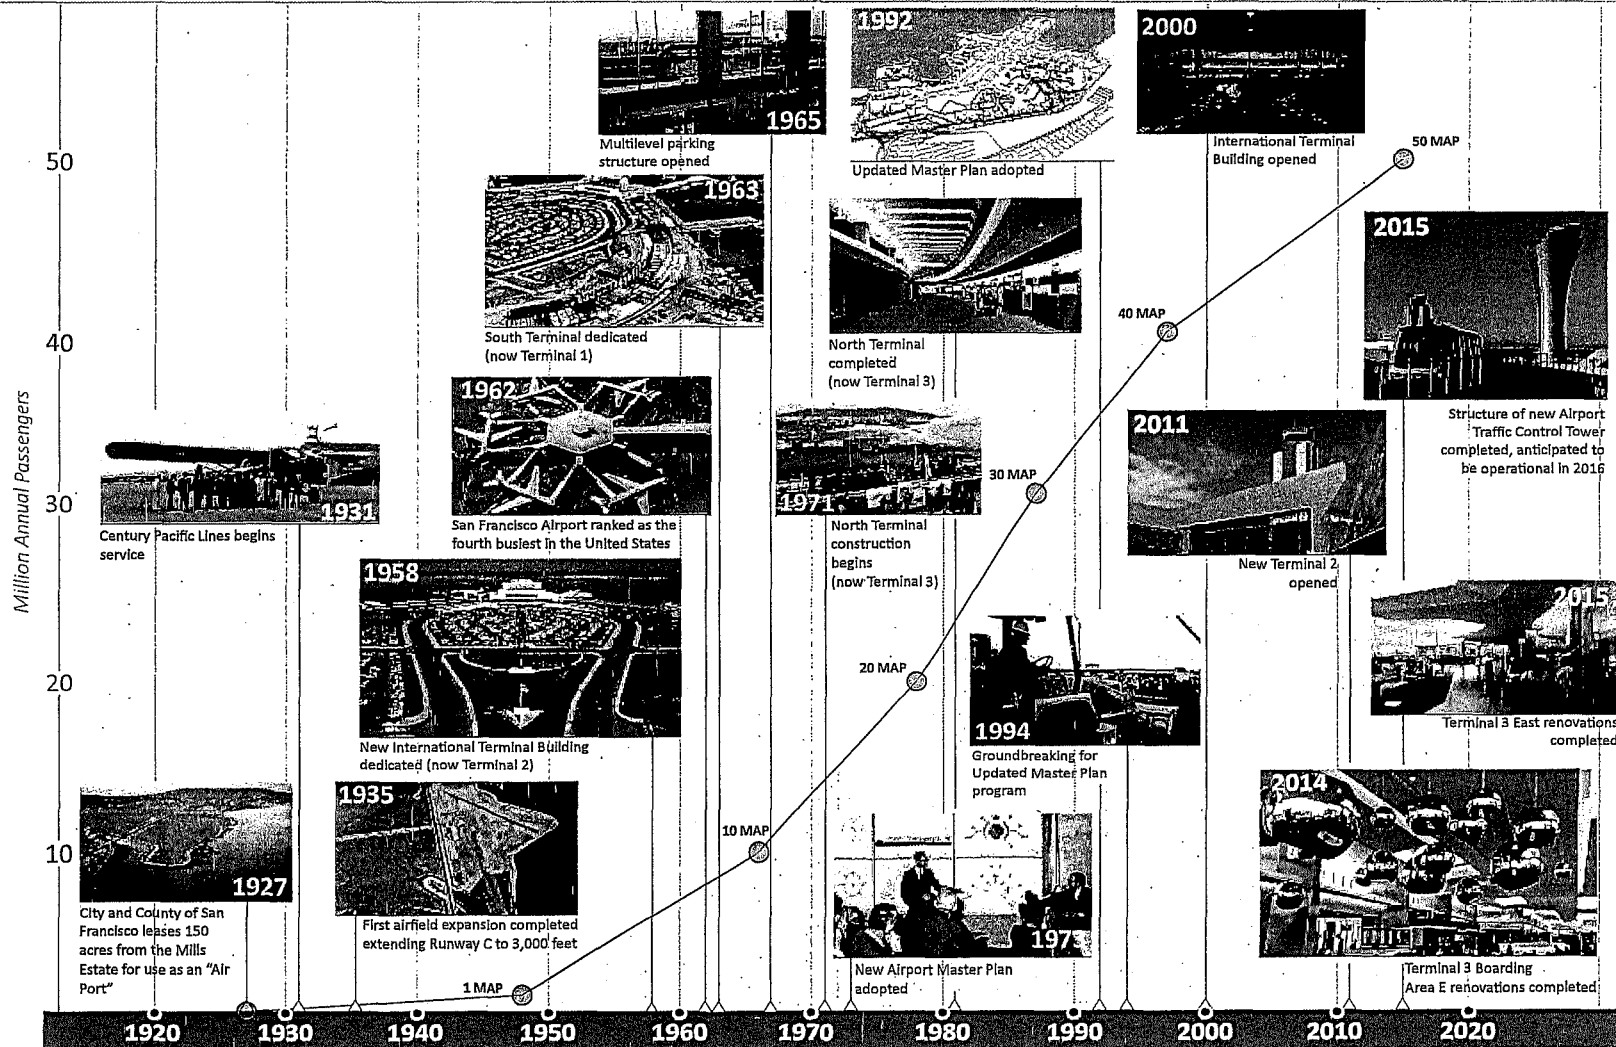 1965
Multilevel parking
structure opened
1992
Updated Master Plan adopted
2000
International Terminal
Building opened
50 MAP
50
1963
South Terminal dedicated
(now Terminal 1)
North Terminal
completed
(now Terminal 3)
40 MAP
2015
Structure of new Airport
Traffic Control Tower
completed, anticipated to
be operational in 2016
40
Million Annual Passengers
1931
Century Pacific Lines begins
service
1962
San Francisco Airport ranked as the
fourth busiest in the United States
1971
North Terminal
construction
begins
(now Terminal 3)
30 MAP
2011
New Terminal 2
opened
30
1958
New International Terminal Building
dedicated (now Terminal 2)
20 MAP
1994
Groundbreaking for
Updated Master Plan
program
2015
Terminal 3 East renovations
completed
20
1927
City and County of San
Francisco leases 150
acres from the Mills
Estate for use as an "Air
Port"
1935
First airfield expansion completed
extending Runway C to 3,000 feet
10 MAP
New Airport Master Plan
adopted
2014
Terminal 3 Boarding
Area E renovations completed
10
1 MAP
1920 1930 1940 1950 1960 1970 1980 1990 2000 2010 2020